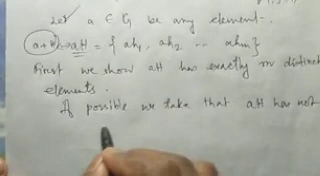 Let a ∈ G be any element.
aH = { ah₁, ah₂ .. ahₘ}
First we show aH has exactly m distinct
elements.
If possible we take that aH has not